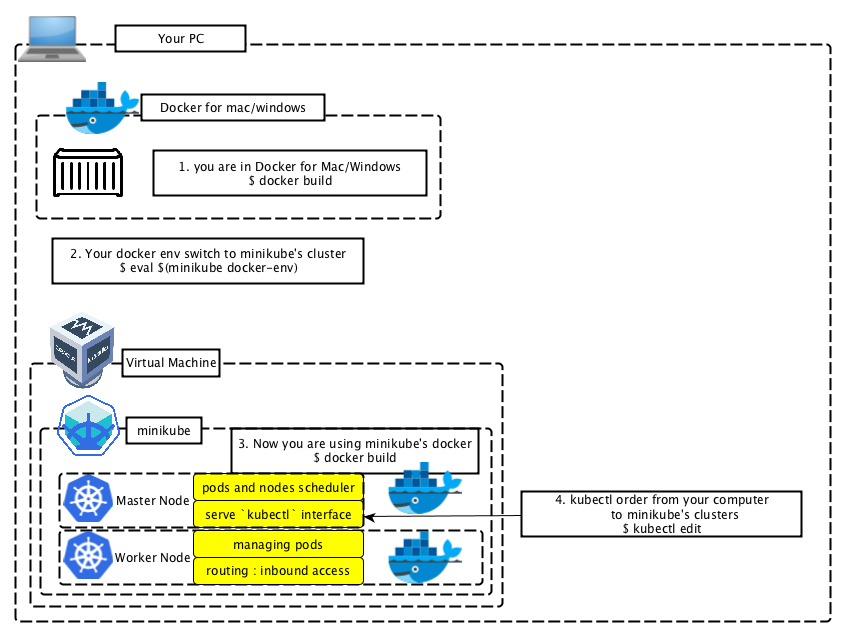 Your PC
Docker for mac/windows
1. you are in Docker for Mac/Windows
$ docker build
2. Your docker env switch to minikube's cluster
$ eval $(minikube docker-env)
Virtual Machine
minikube
3. Now you are using minikube's docker
$ docker build
Master Node
pods and nodes scheduler
serve `kubectl` interface
4. kubectl order from your computer
to minikube's clusters
$ kubectl edit
Worker Node
managing pods
routing : inbound access